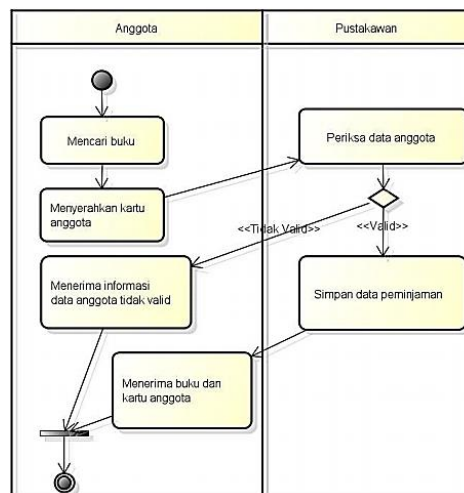 Anggota
Pustakawan
Mencari buku
Periksa data anggota
Menyerahkan kartu
anggota
<<Tidak Valid>>
<<Valid>>
Menerima informasi
data anggota tidak valid
Simpan data peminjaman
Menerima buku dan
kartu anggota